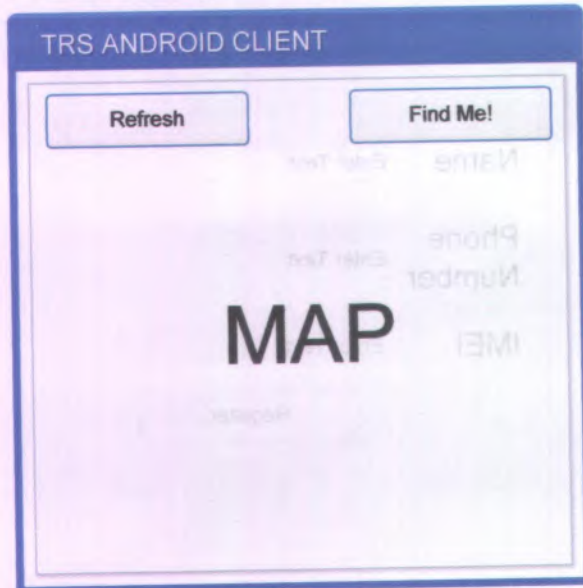 TRS ANDROID CLIENT
Refresh Find Me!
Name Enter Text
Phone
Number Enter Text
MAP
IMEI
Register